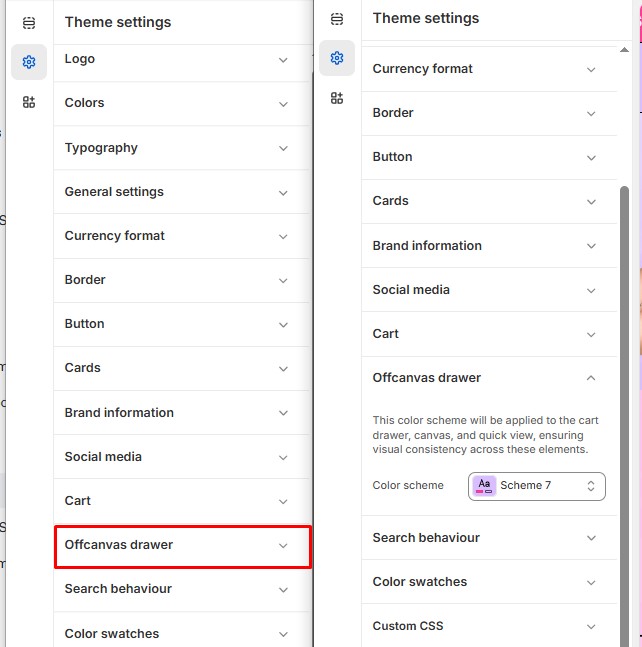 Theme settings
Logo
Colors
Typography
General settings
Currency format
Border
Button
Cards
Brand information
Social media
Cart
Offcanvas drawer
Search behaviour
Color swatches
Theme settings
Currency format
Border
Button
Cards
Brand information
Social media
Cart
Offcanvas drawer
This color scheme will be applied to the cart
drawer, canvas, and quick view, ensuring
visual consistency across these elements.
Color scheme Aa Scheme 7
Search behaviour
Color swatches
Custom CSS